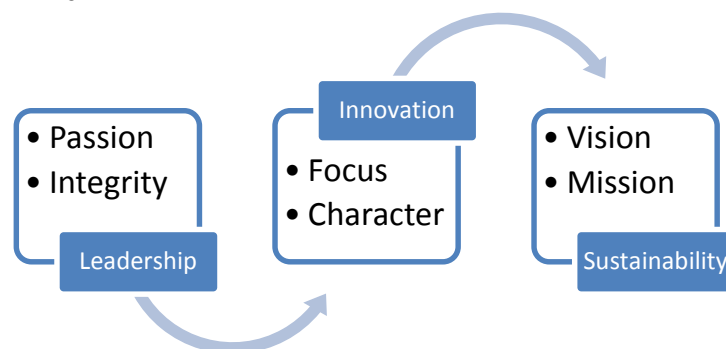 • Passion
• Integrity
Leadership
Innovation
• Focus
• Character
• Vision
• Mission
Sustainability